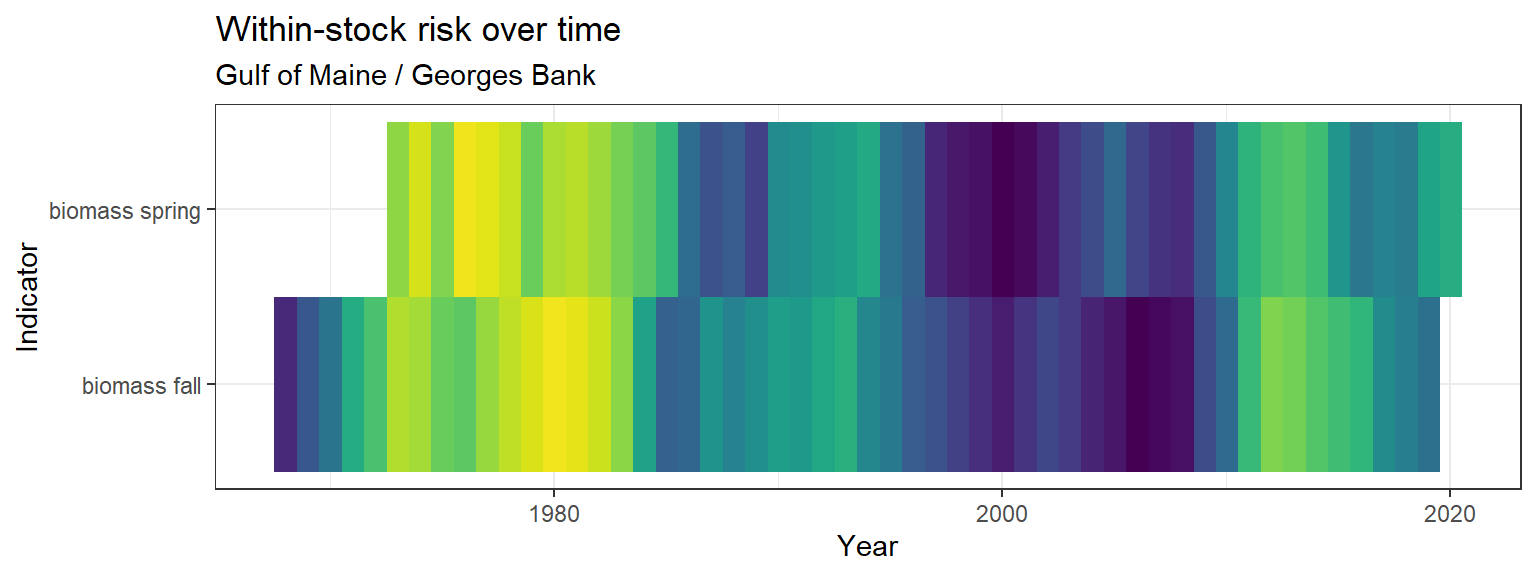 Within-stock risk over time
Gulf of Maine / Georges Bank
Indicator
biomass spring
biomass fall
1980
2000
2020
Year